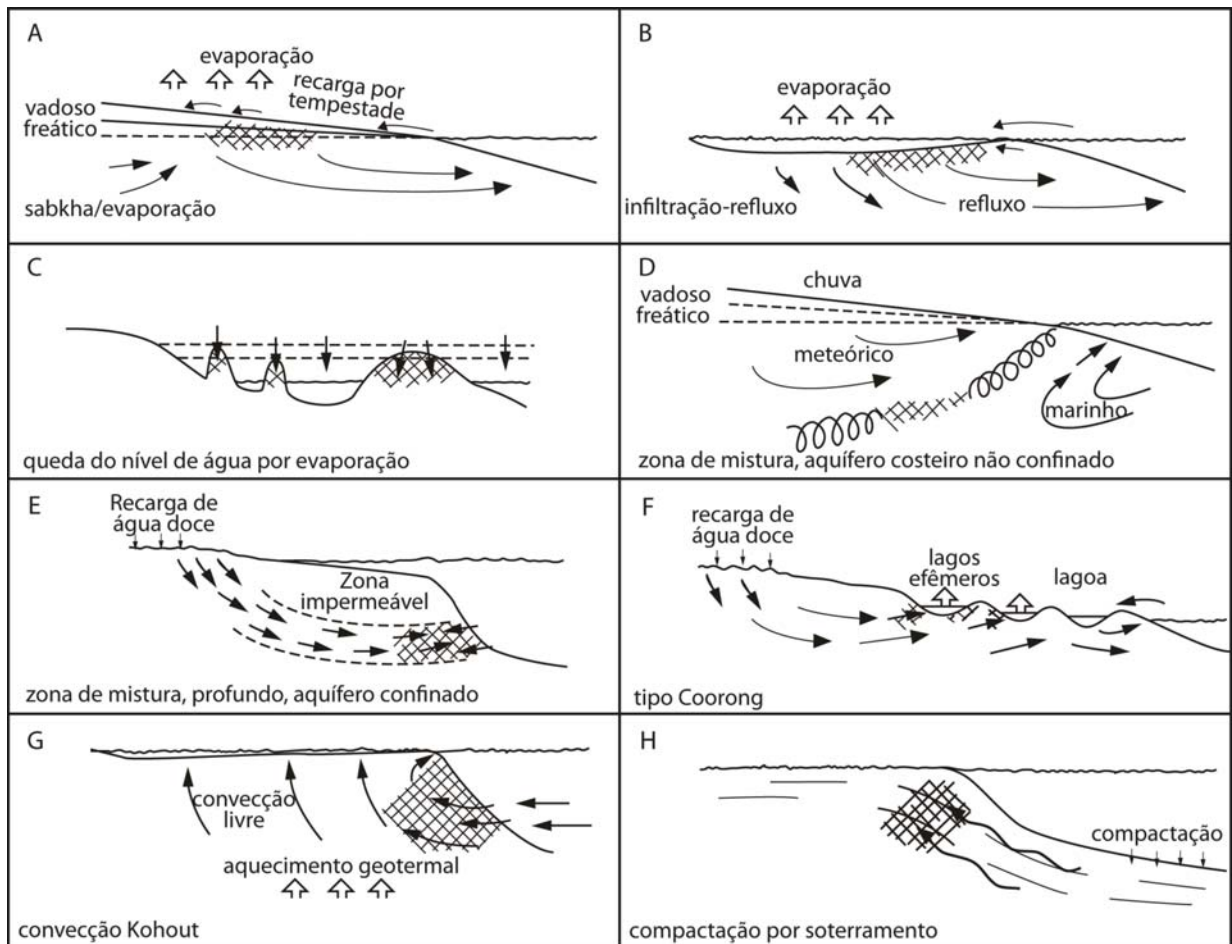 A
evaporação
recarga por
tempestade
vadoso
freático
sabkha/evaporação
B
evaporação
infiltração-refluxo
refluxo
C
queda do nível de água por evaporação
D
chuva
vadoso
freático
meteórico
marinho
zona de mistura, aquífero costeiro não confinado
E
Recarga de
água doce
Zona
impermeável
zona de mistura, profundo, aquífero confinado
F
recarga de
água doce
lagos
efêmeros
lagoa
tipo Coorong
G
convecção
livre
aquecimento geotermal
convecção Kohout
H
compactação
compactação por soterramento